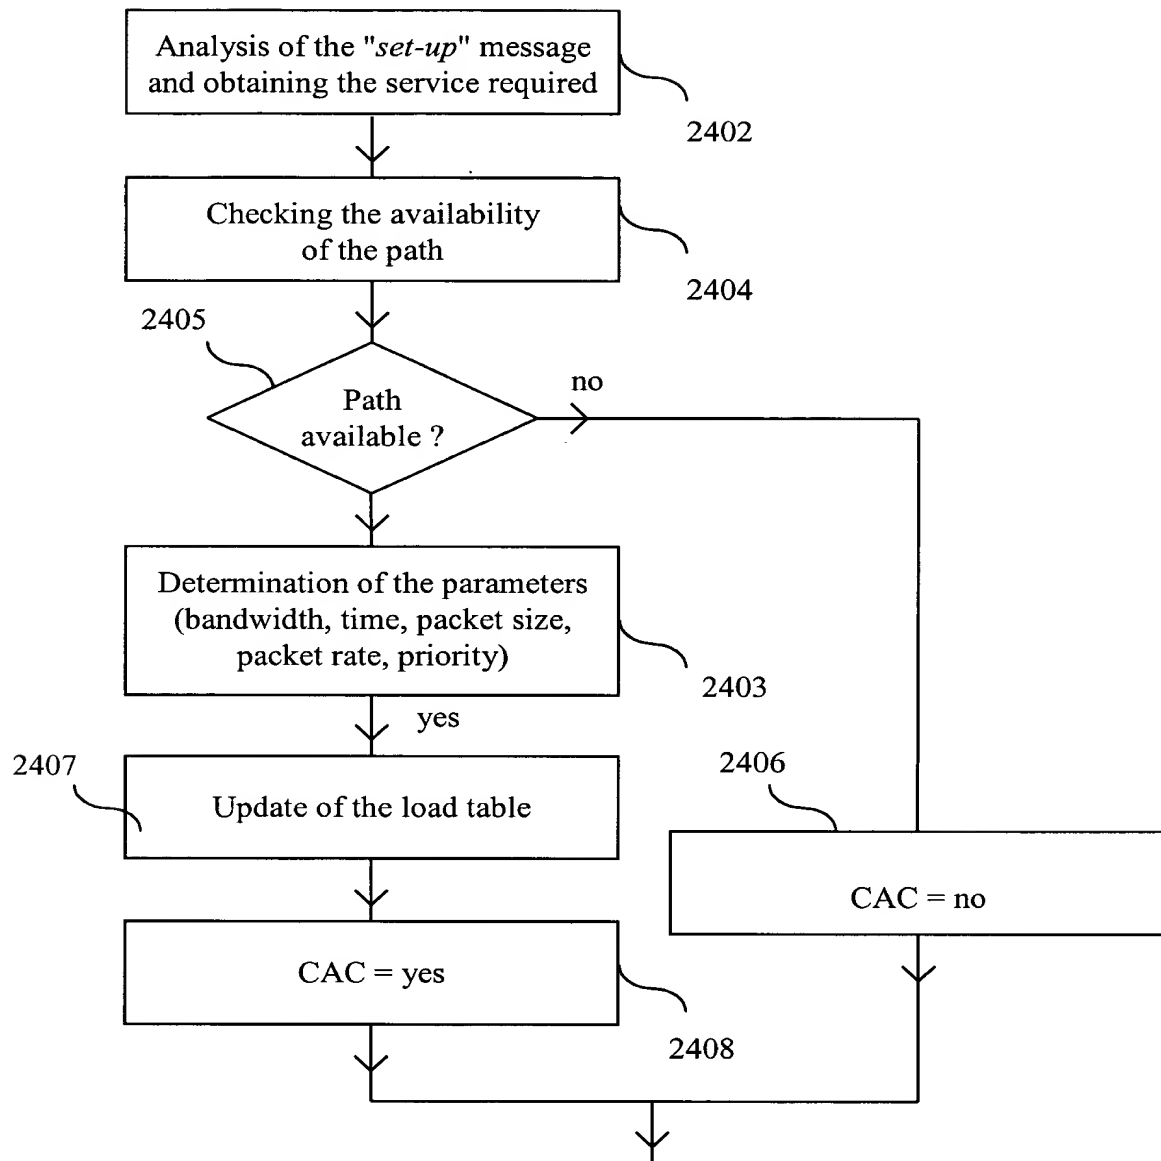 Analysis of the "set-up" message
and obtaining the service required
2402
Checking the availability
of the path
2404
2405
Path
available ?
no
Determination of the parameters
(bandwidth, time, packet size,
packet rate, priority)
2403
yes
2407
Update of the load table
2406
CAC = no
CAC = yes
2408